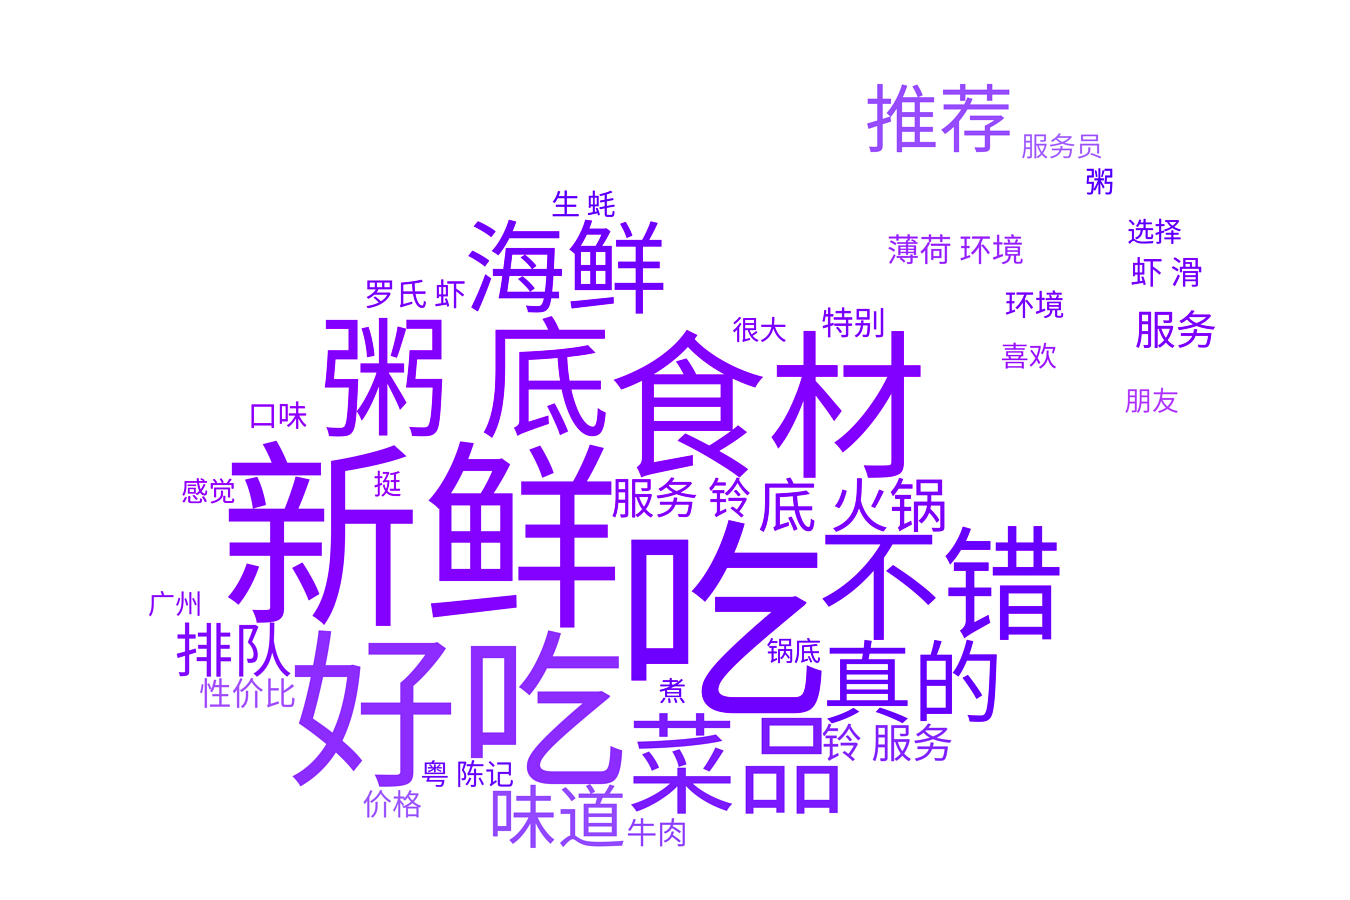 推荐
服务员
粥
生 蚝
海鲜
选择
薄荷 环境
虾 滑
罗氏 虾
环境
特别
很大
服务
粥 底
食材
喜欢
朋友
口味
新鲜
挺
感觉
服务 铃
底 火锅
吃
不错
广州
排队
锅底
真的
性价比
好吃
煮
菜品
铃 服务
粤 陈记
价格
味道
牛肉